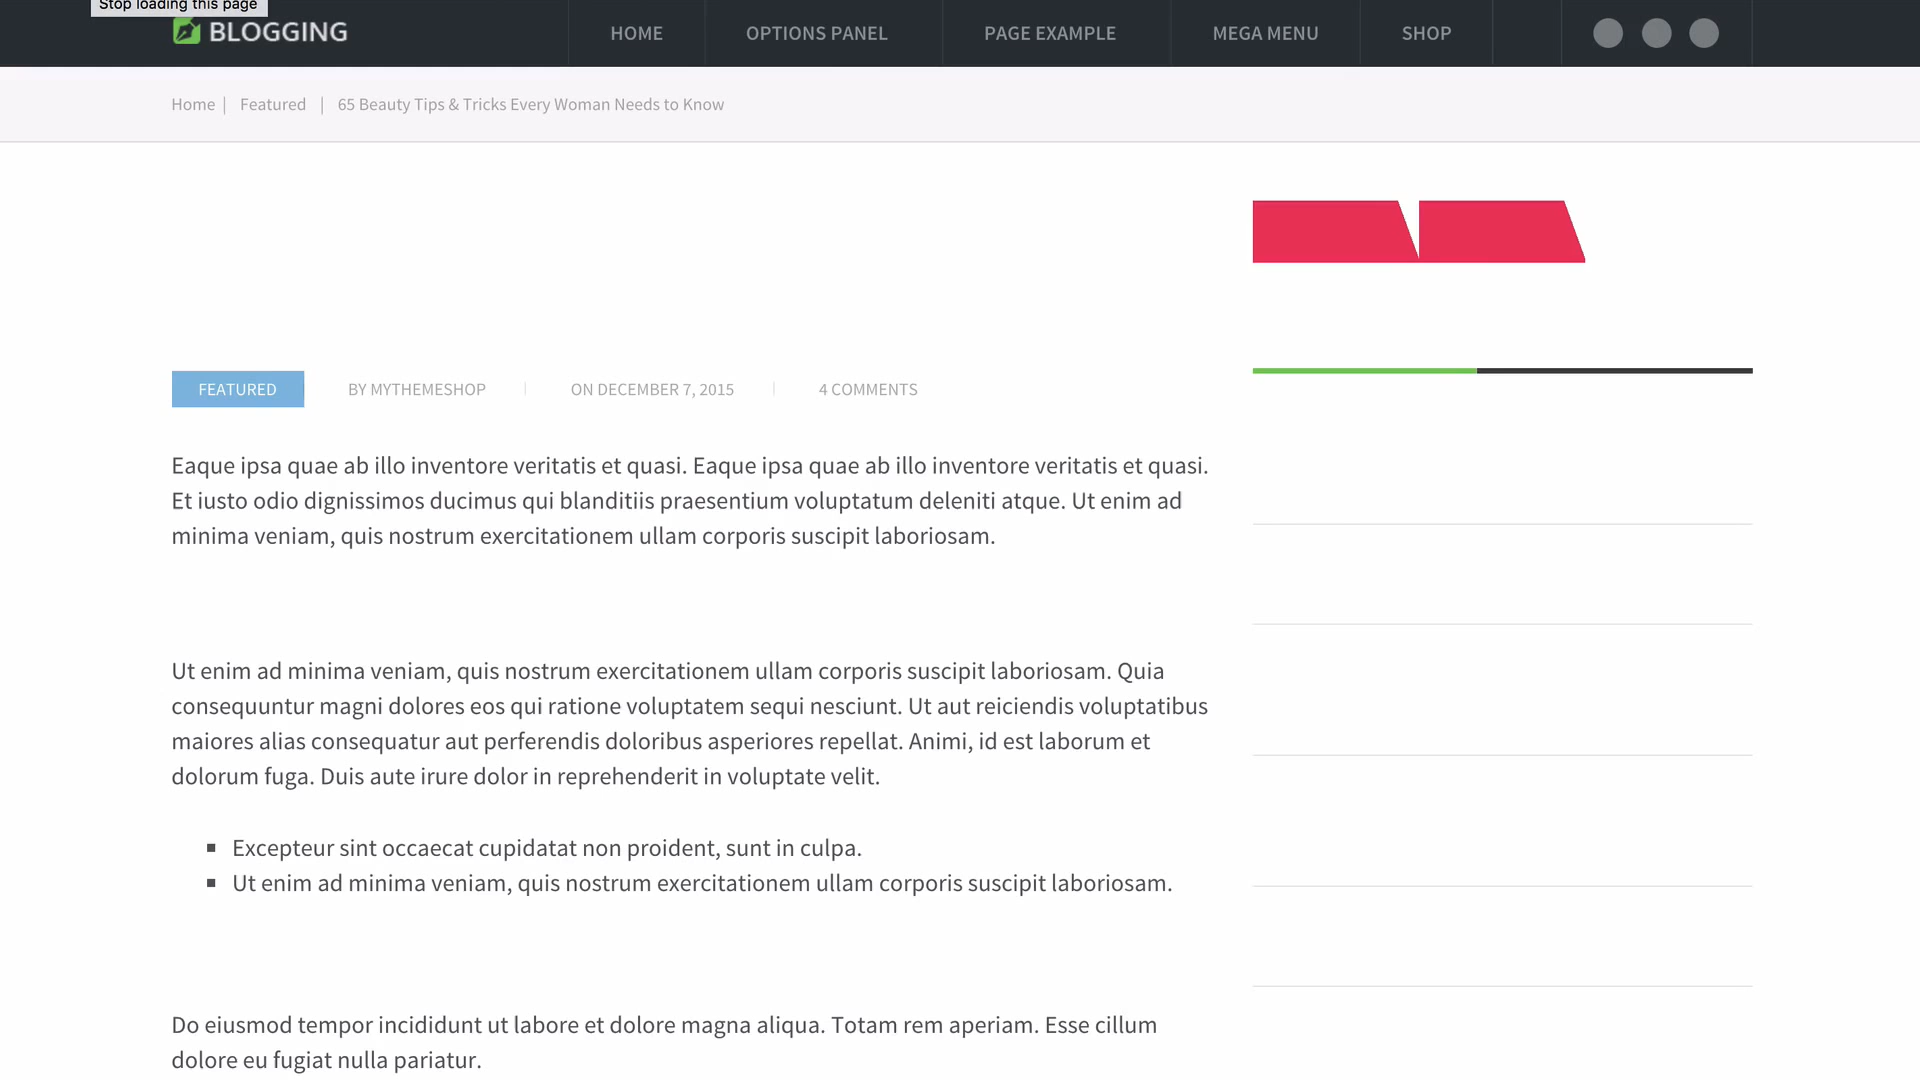 Stop loading this page
BLOGGING
HOME
OPTIONS PANEL
PAGE EXAMPLE
MEGA MENU
SHOP
Home | Featured | 65 Beauty Tips & Tricks Every Woman Needs to Know
FEATURED
BY MYTHEMESHOP
ON DECEMBER 7, 2015
4 COMMENTS
Eaque ipsa quae ab illo inventore veritatis et quasi. Eaque ipsa quae ab illo inventore veritatis et quasi.
Et iusto odio dignissimos ducimus qui blanditiis praesentium voluptatum deleniti atque. Ut enim ad
minima veniam, quis nostrum exercitationem ullam corporis suscipit laboriosam.
Ut enim ad minima veniam, quis nostrum exercitationem ullam corporis suscipit laboriosam. Quia
consequuntur magni dolores eos qui ratione voluptatem sequi nesciunt. Ut aut reiciendis voluptatibus
maiores alias consequatur aut perferendis doloribus asperiores repellat. Animi, id est laborum et
dolorum fuga. Duis aute irure dolor in reprehenderit in voluptate velit.
Excepteur sint occaecat cupidatat non proident, sunt in culpa.
Ut enim ad minima veniam, quis nostrum exercitationem ullam corporis suscipit laboriosam.
Do eiusmod tempor incididunt ut labore et dolore magna aliqua. Totam rem aperiam. Esse cillum
dolore eu fugiat nulla pariatur.